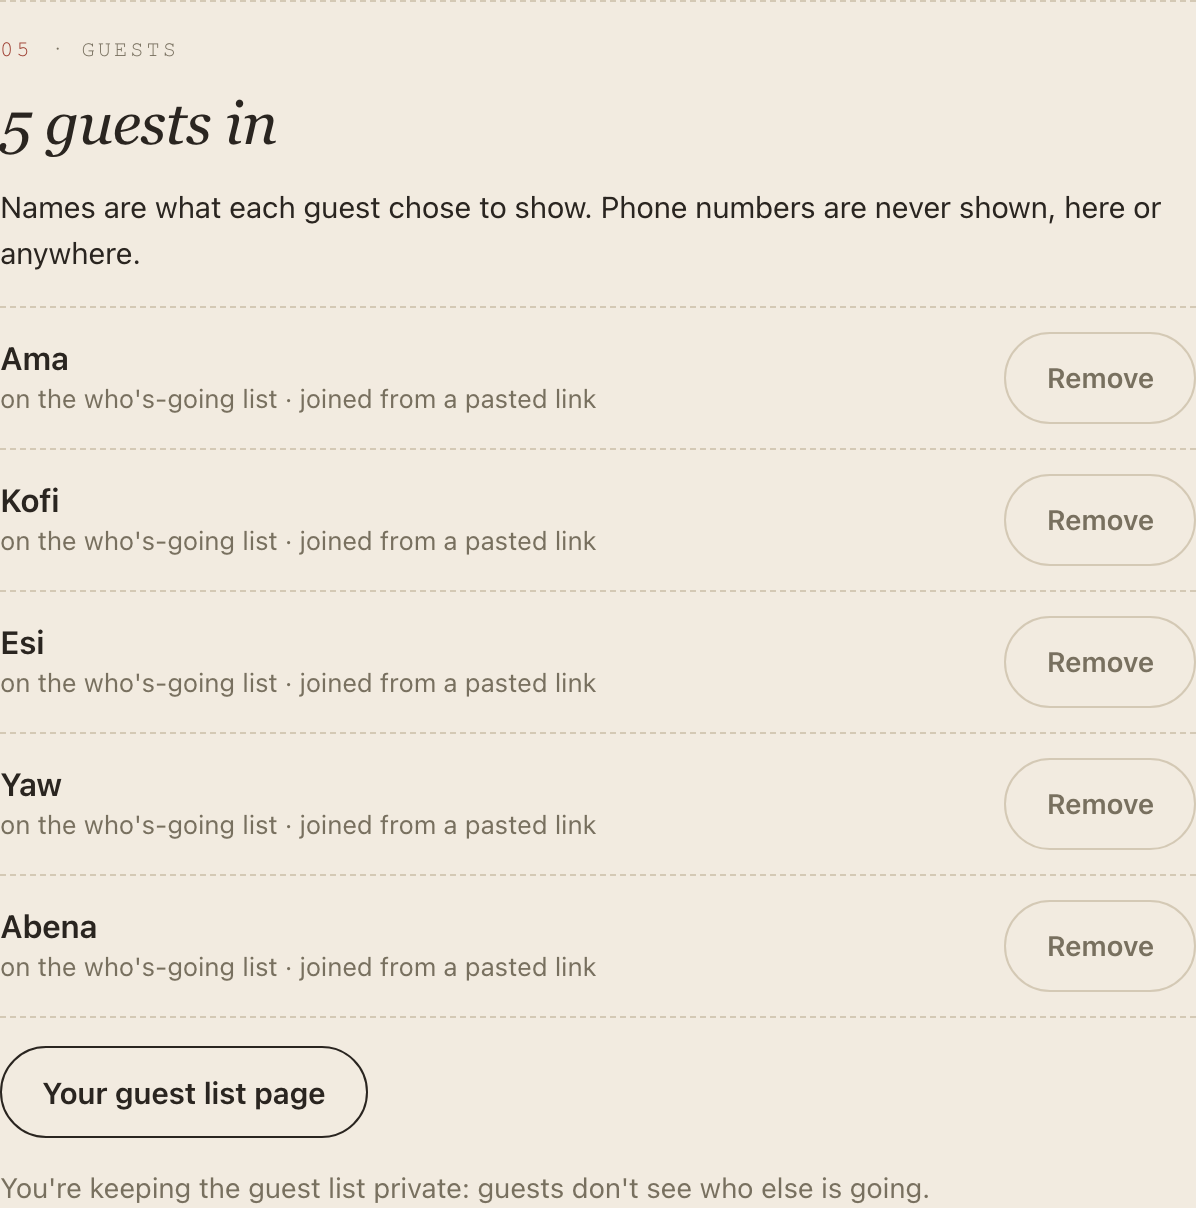 05 · GUESTS
5 guests in
Names are what each guest chose to show. Phone numbers are never shown, here or
anywhere.
Ama
on the who's-going list · joined from a pasted link
Remove
Kofi
on the who's-going list · joined from a pasted link
Remove
Esi
on the who's-going list · joined from a pasted link
Remove
Yaw
on the who's-going list · joined from a pasted link
Remove
Abena
on the who's-going list · joined from a pasted link
Remove
Your guest list page
You're keeping the guest list private: guests don't see who else is going.